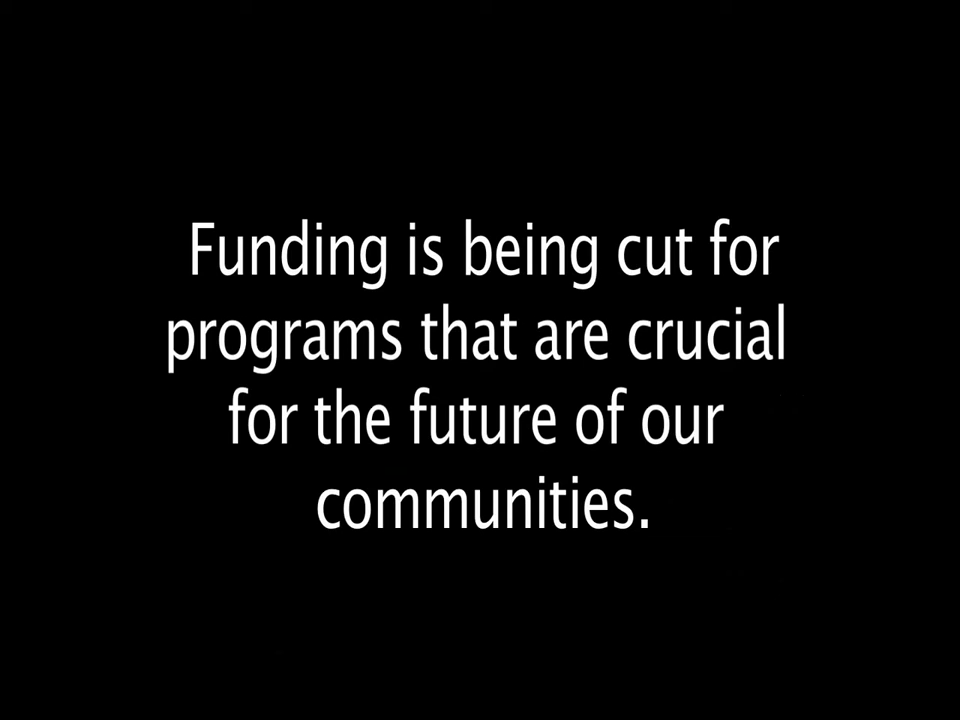 Funding is being cut for
programs that are crucial
for the future of our
communities.